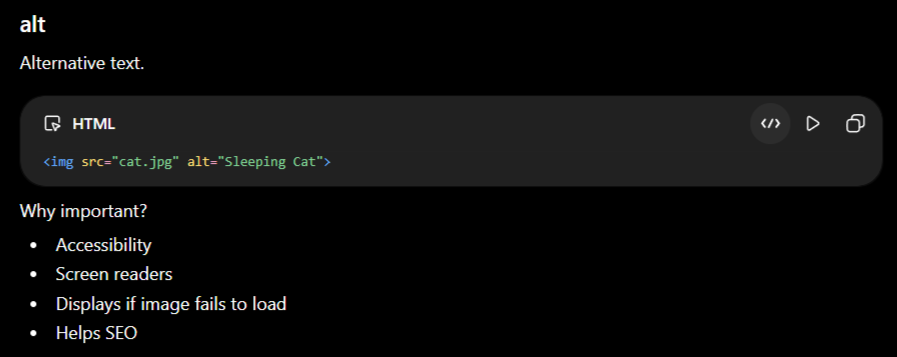 alt
Alternative text.
HTML
<img src="cat.jpg" alt="Sleeping Cat">
Why important?
• Accessibility
• Screen readers
• Displays if image fails to load
• Helps SEO